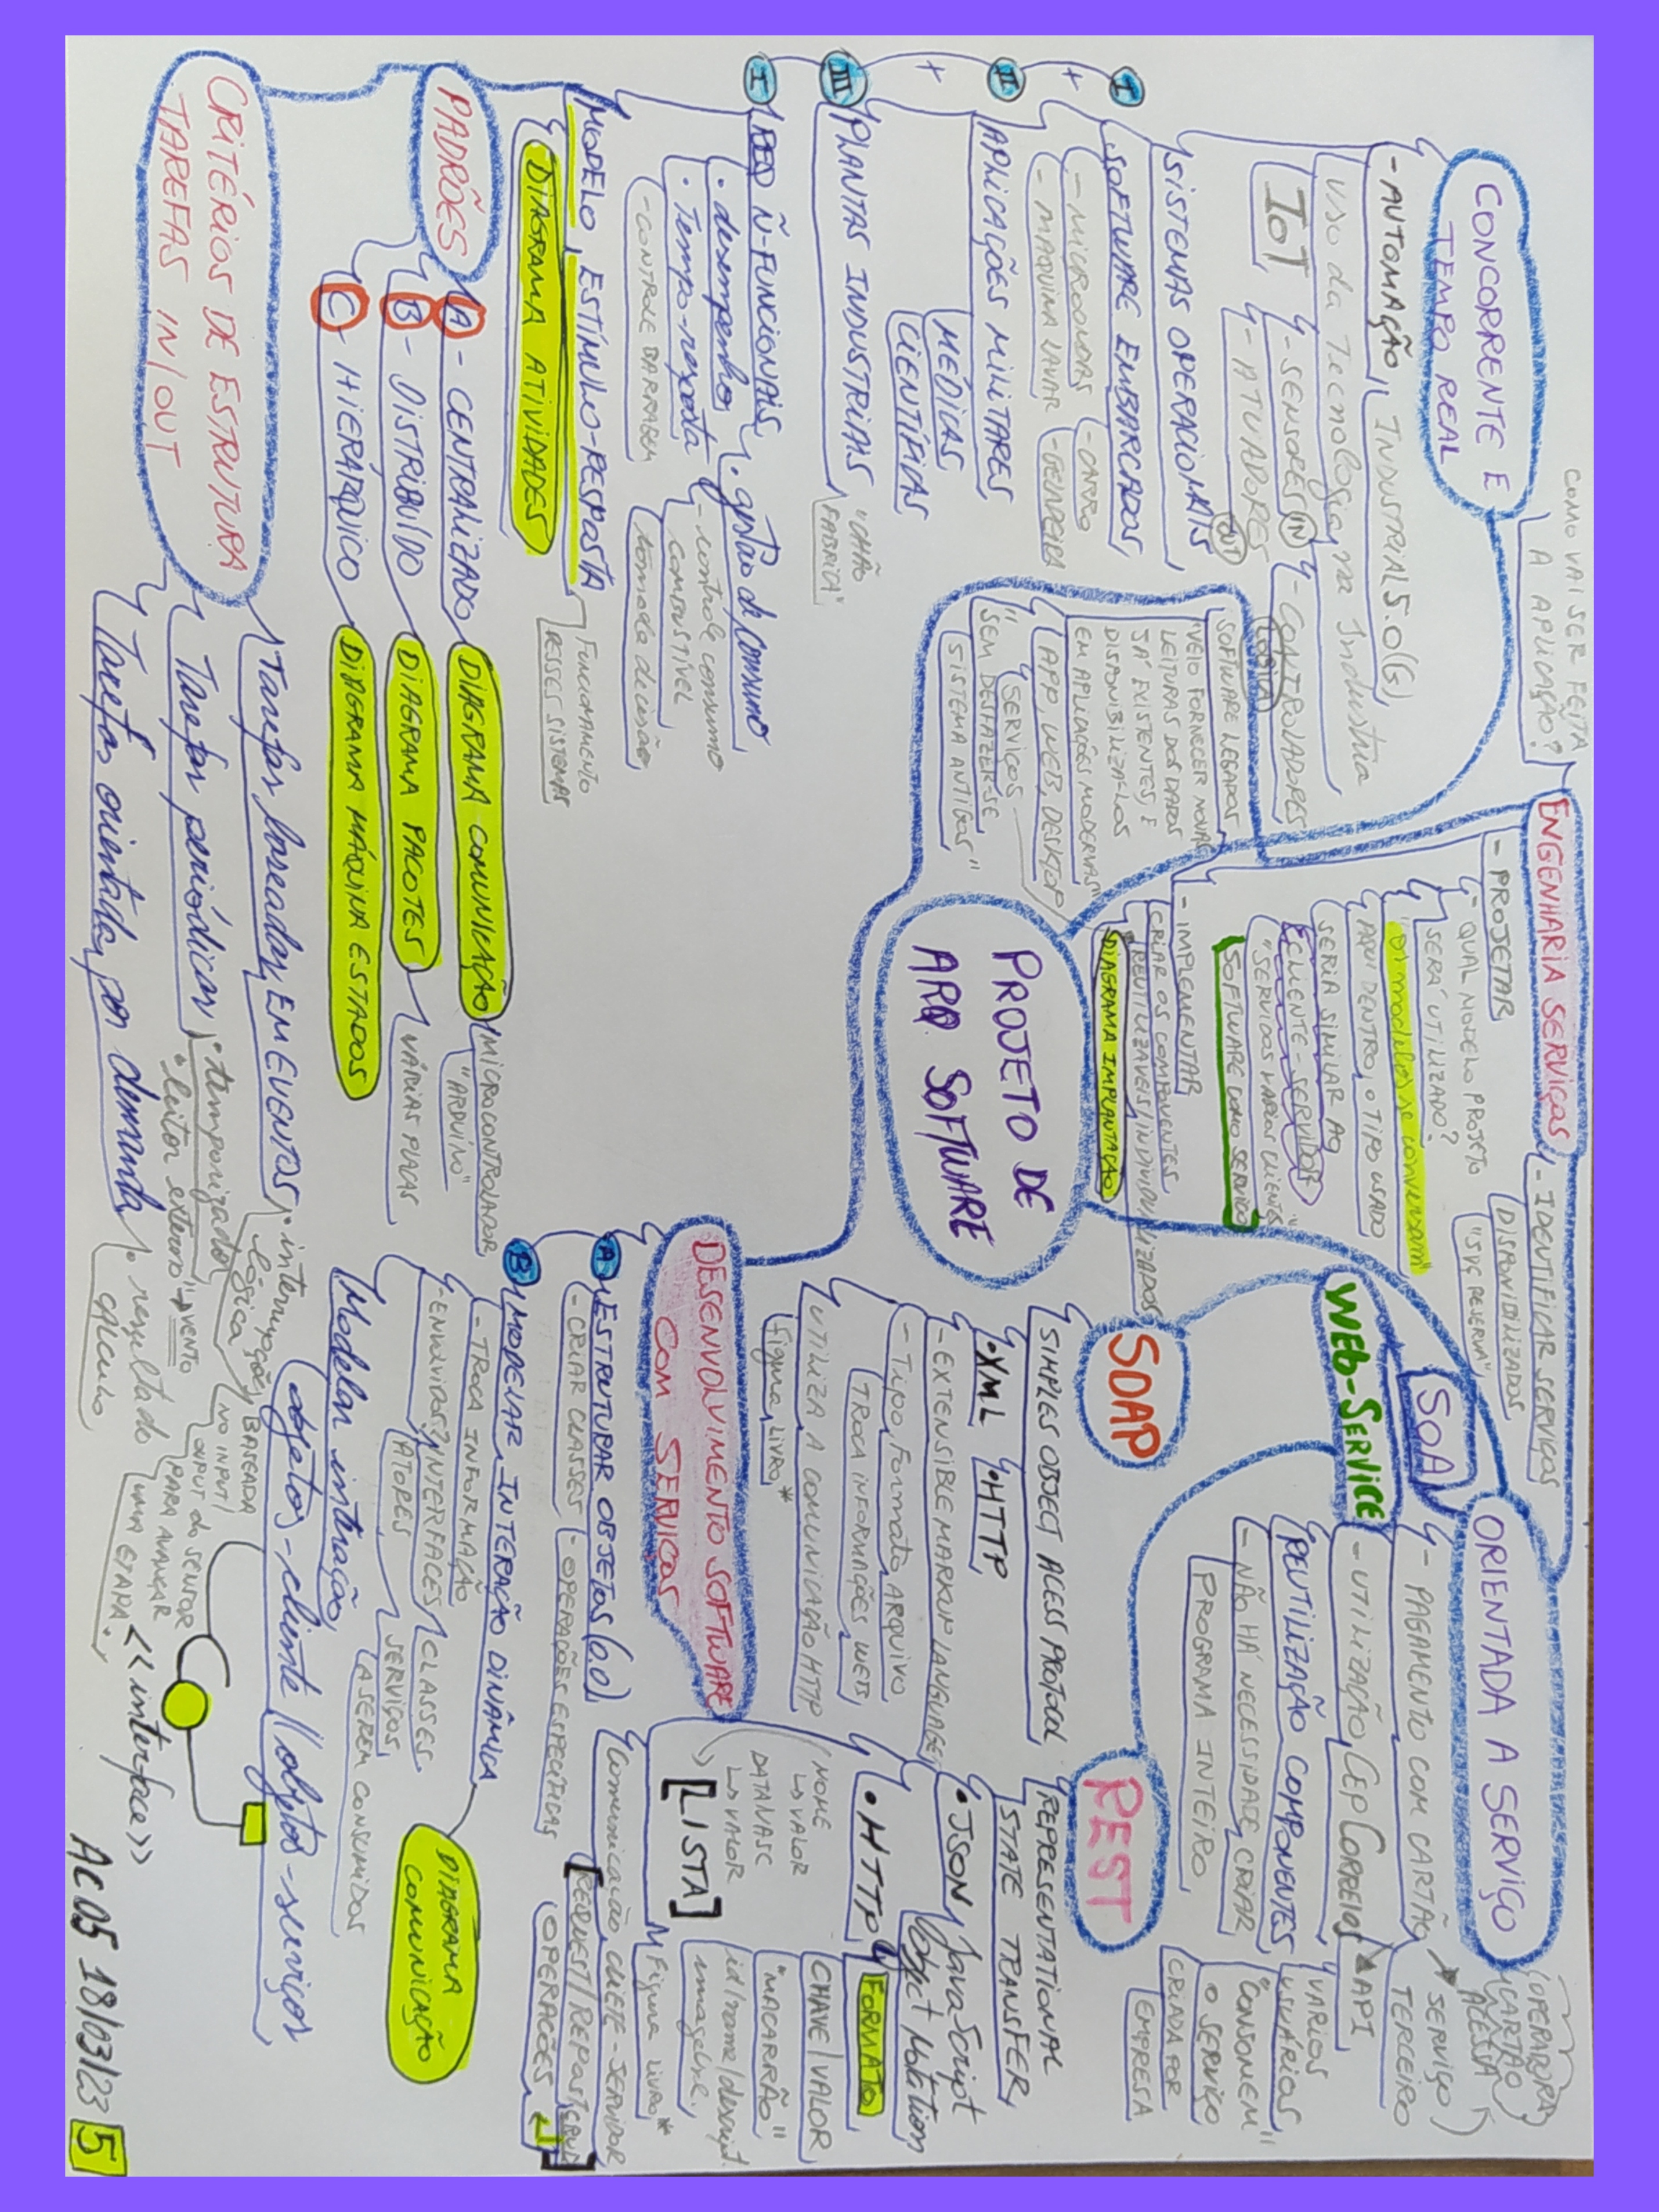 PROJETO DE
ARQ. SOFTWARE
CONCORRENTE E
TEMPO REAL
- AUTOMAÇÃO, INDUSTRIAL 5.0(G)
USO da Tecnologia na Industria
IoT
- SENSORES IN
- ATUADORES
OUT
- CONTROLADORES
LÓGICA
SISTEMAS OPERACIONAIS
I
SOFTWARE EMBARCADOS
- MICROONDAS
- CARRO
- MAQUINA LAVAR
- GELADEIRA
+
II
APLICAÇÕES MILITARES
MÉDICAS
CIENTÍFICAS
+
III
PLANTAS INDUSTRIAIS
"CHÃO
FABRICA"
I
REQ Ñ-FUNCIONAIS
• desempenho
• Tempo-resposta
- CONTROLE BARRAGEM
• gestão de consumo
- controle consumo
COMBUSTÍVEL
tomada decisão
MODELO, ESTÍMULO-RESPOSTA
FUNCIONAMENTO
DESSES SISTEMAS
DIAGRAMA ATIVIDADES
PADRÕES
A - CENTRALIZADO
DIAGRAMA COMUNICAÇÃO
MICROCONTROLADOR
"ARDUÍNO"
B - DISTRIBUÍDO
DIAGRAMA PACOTES
VÁRIAS PLACAS
C - HIERÁRQUICO
DIAGRAMA MÁQUINA ESTADOS
CRITÉRIOS DE ESTRUTURA
TAREFAS IN/OUT
Tarefas baseadas EM EVENTOS
• interrupções
lógica
BASEADA
NO INPUT/
OUPUT do SENSOR
PARA AVANÇAR
UMA ETAPA.
Tarefas periódicas
• temporizador
"leitor externo" → VENTO
Tarefas orientada por demanda
• resultado
CÁLCULO
COMO VAI SER FEITA
A APLICAÇÃO?
ENGENHARIA SERVIÇOS
- IDENTIFICAR SERVIÇOS
DISPONIBILIZADOS
"SVÇ RESERVA"
- PROJETAR
- QUAL MODELO PROJETO
SERÁ UTILIZADO?
"Os modelos se conversam"
AQUI DENTRO, O TIPO USADO
SERIA SIMILAR AO
CLIENTE-SERVIDOR
"SERVIDOS VARIOS CLIENTES"
SOFTWARE COMO SERVIÇO
- IMPLEMENTAR
CRIAR OS COMPONENTES
REUTILIZÁVEIS/INDIVIDUALIZADOS
DIAGRAMA IMPLANTAÇÃO
SOFTWARE LEGADOS
"VEIO FORNECER NOVAS
LEITURAS DOS DADOS
JÁ EXISTENTES, E
DISPONIBILIZA-LOS
EM APLICAÇÕES MODERNAS"
APP, WEB, DESKTOP
SERVIÇOS
"SEM DESFAZER-SE
SISTEMA ANTIGOS"
ORIENTADA A SERVIÇO
SOA
WEB-SERVICE
OPERADORA
CARTÃO
ACESSA
SERVIÇO
TERCEIRO
- PAGAMENTO COM CARTÃO
- UTILIZAÇÃO, CEP CORREIOS
API
VARIOS
USUÁRIOS
"CONSOMEM"
O SERVIÇO
CRIADA POR
EMPRESA
REUTILIZAÇÃO COMPONENTES
- NÃO HÁ NECESSIDADE CRIAR
PROGRAMA INTEIRO
SOAP
SIMPLES OBJECT ACESS PROTOCOL
• XML
• HTTP
- EXTENSIBLE MARKUP LANGUAGE
- Tipo, Formato ARQUIVO
TROCA INFORMAÇÕES WEB
UTILIZA A COMUNICAÇÃO HTTP
figura LIVRO*
REST
REPRESENTATIONAL
STATE TRANSFER
• JSON
JavaScript
Object Notation
• HTTP
FORMATO
CHAVE/VALOR
"MACARRÃO"
id/name/descript.
Figura LIVRO*
NOME
↳ VALOR
DATANASC
↳ VALOR
[LISTA]
Comunicação CLIETE-SERVIDOR
[REQUEST/REPOST, CRUD]
OPERAÇÕES
DESENVOLVIMENTO SOFTWARE
COM SERVIÇOS
A
ESTRUTURAR OBJETOS (O.O)
- CRIAR CLASSES
- OPERAÇÕES ESPECÍFICAS
B
MODELAR INTERAÇÃO DINÂMICA
DIAGRAMA
COMUNICAÇÃO
- TROCA INFORMAÇÃO
- ENVOLVIDOS? INTERFACES
CLASSES
ATORES
SERVIÇOS
A SEREM CONSUMIDOS
Modelar interação
objetos-cliente // objetos-serviços
<<interface>>
AC 05 18/03/23 5